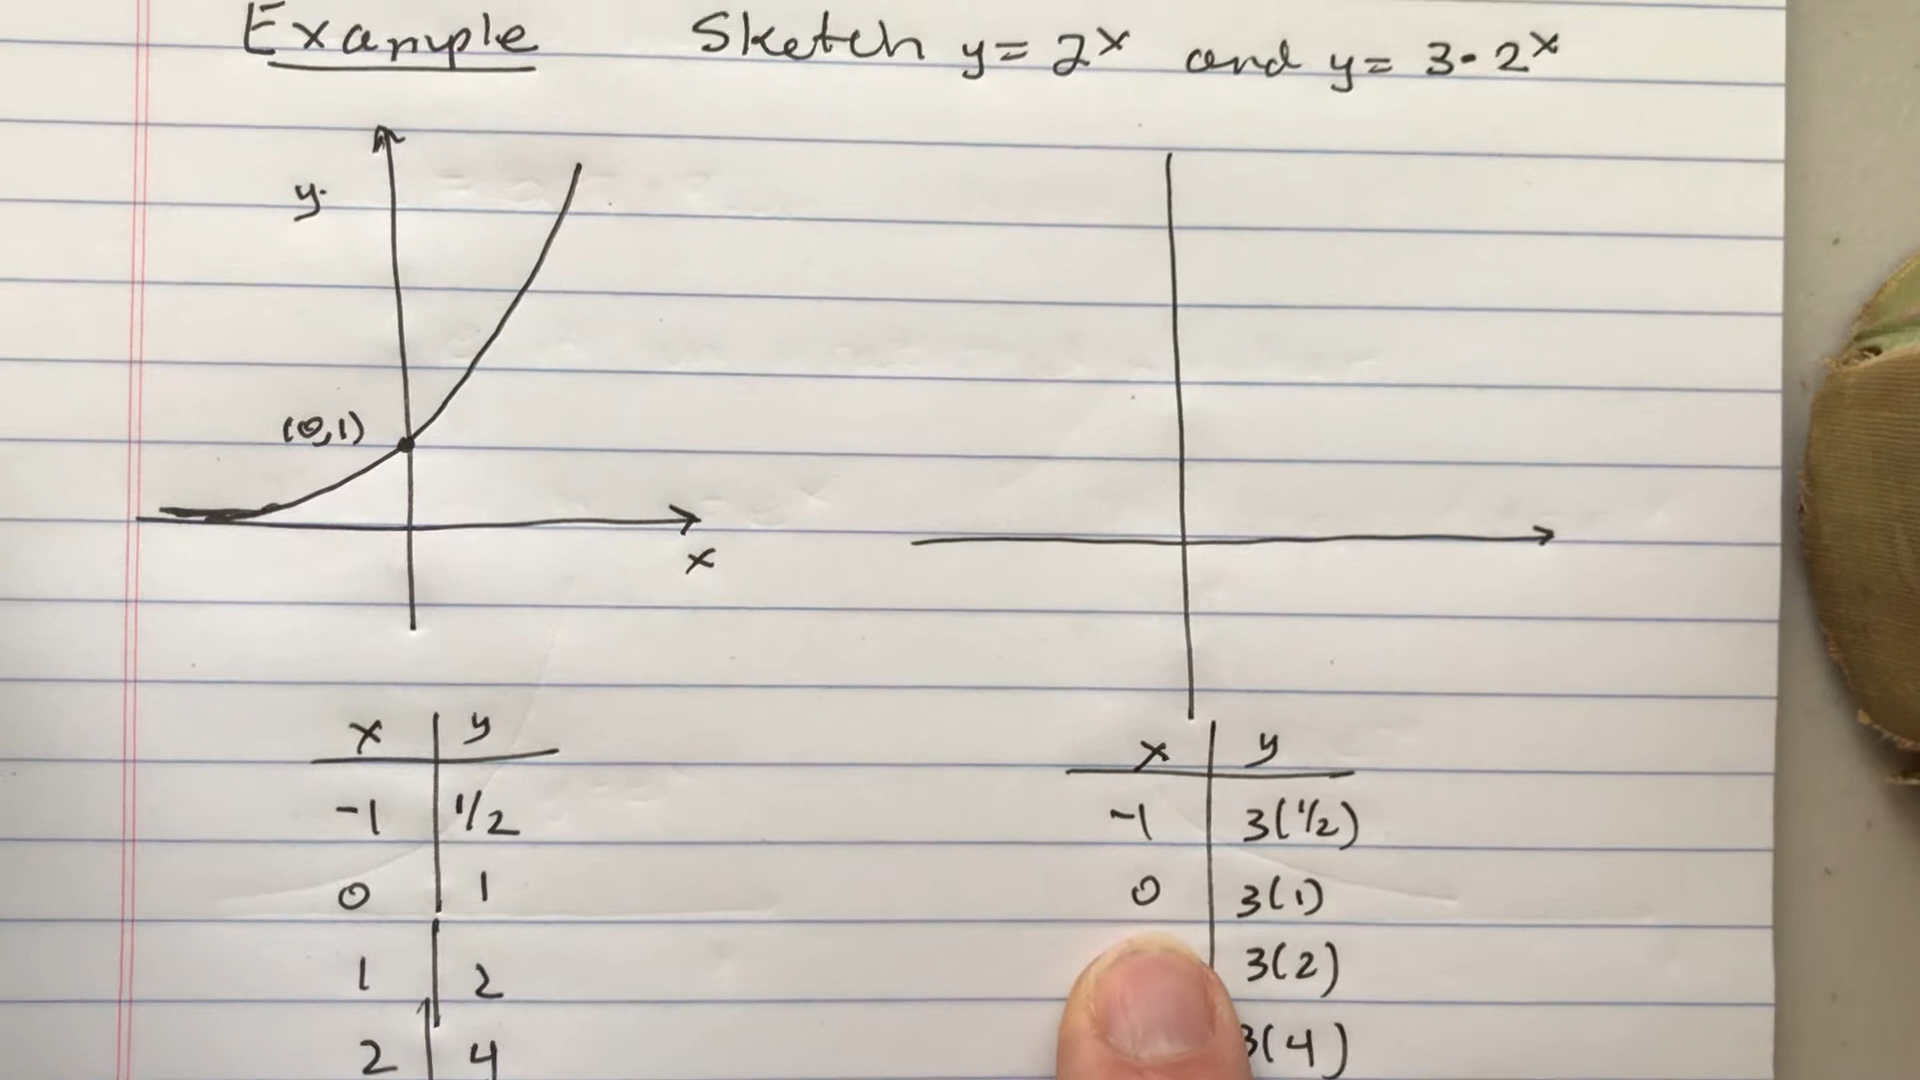 Example Sketch y = 2^x and y = 3·2^x
y
(0,1)
x
x y
-1 1/2
0 1
1 2
2 4
x y
-1 3(1/2)
0 3(1)
3(2)
3(4)